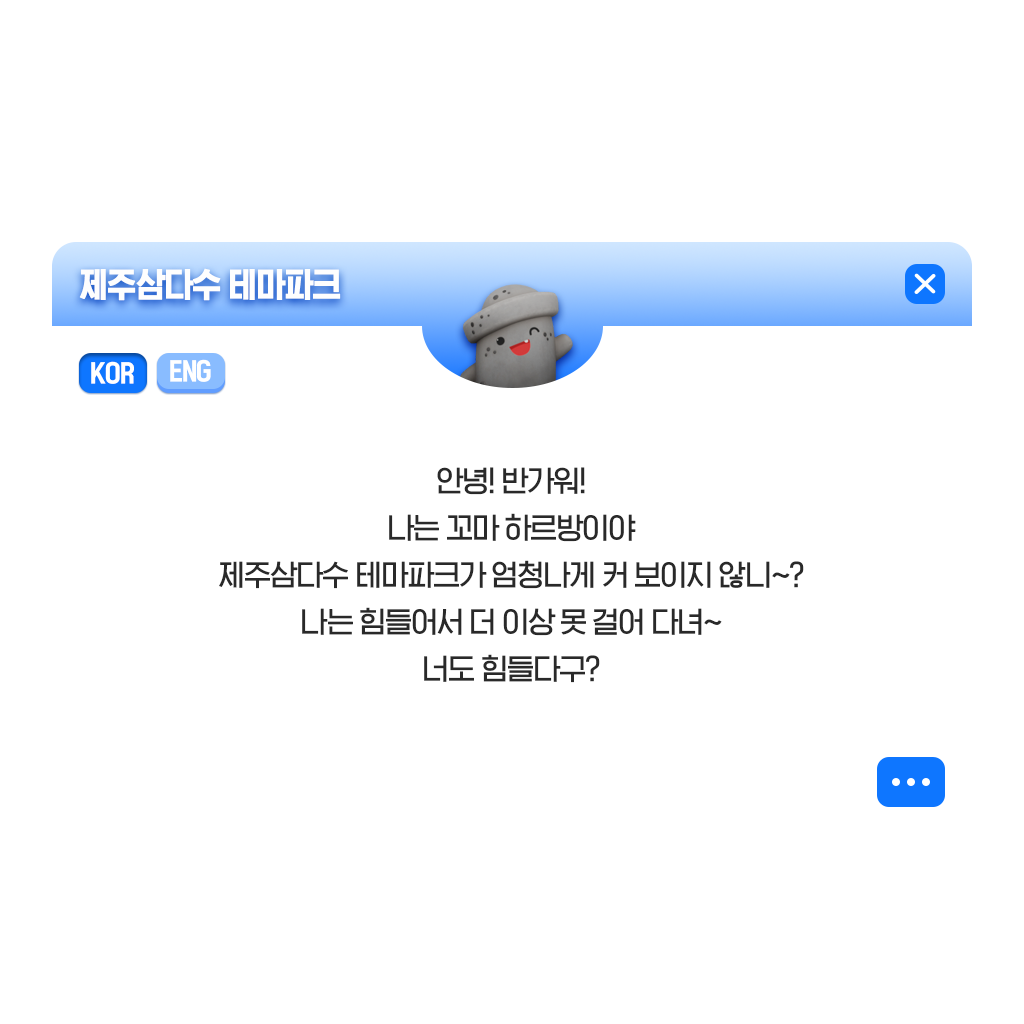 제주삼다수 테마파크
KOR ENG
안녕! 반가워!
나는 꼬마 하르방이야
제주삼다수 테마파크가 엄청나게 커 보이지 않니~?
나는 힘들어서 더 이상 못 걸어 다녀~
너도 힘들다구?